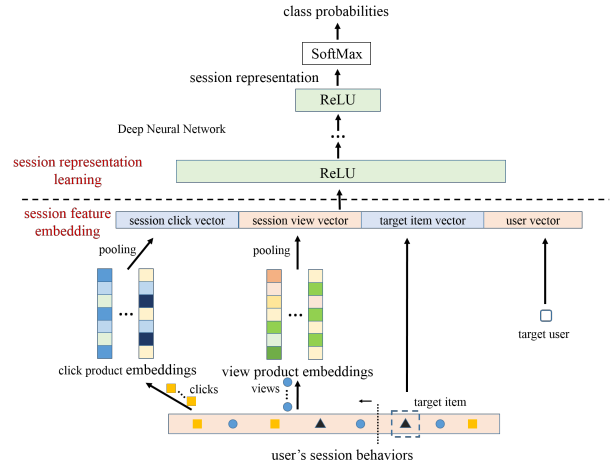 class probabilities
SoftMax
session representation
ReLU
Deep Neural Network
...
session representation
learning
ReLU
session feature
embedding
session click vector
session view vector
target item vector
user vector
pooling
pooling
...
...
target user
click product embeddings
view product embeddings
clicks
views
target item
user's session behaviors